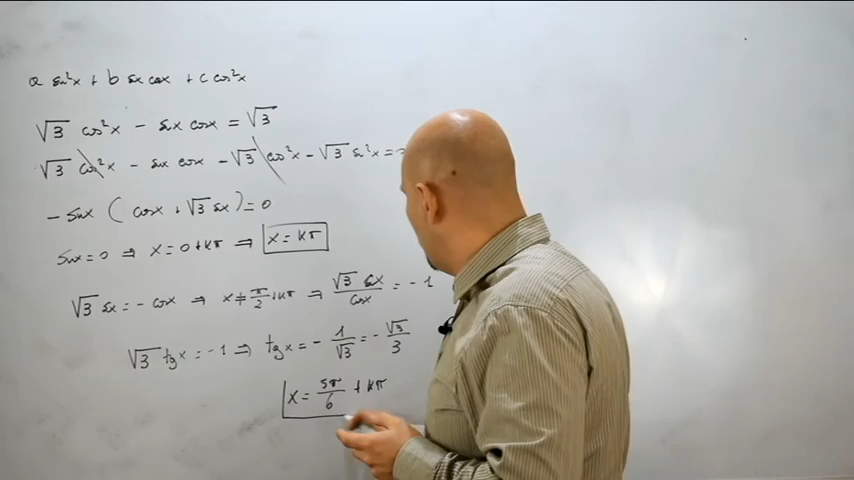 a sin²x + b sinx cosx + c cos²x
√3 cos²x - sinx cosx = √3
√3 cos²x - sinx cosx - √3 cos²x - √3 sin²x =
- sinx ( cosx + √3 sinx ) = 0
sinx = 0 ⇒ x = 0 + kπ ⇒ x = kπ
√3 sinx = - cosx ⇒ x ≠ π/2 + kπ ⇒ √3 sinx/cosx = - 1
√3 tgx = - 1 ⇒ tgx = - 1/√3 = - √3/3
x = 5π/6 + kπ